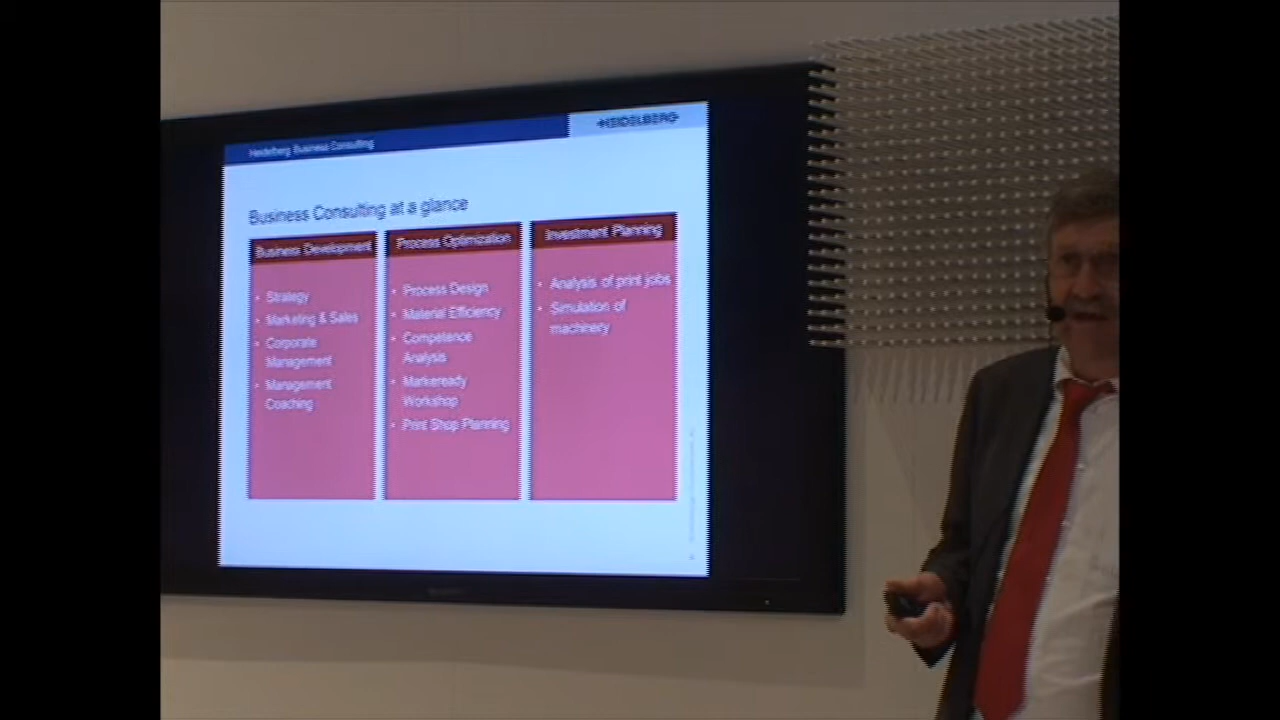 Heidelberg Business Consulting
HEIDELBERG
Business Consulting at a glance
Business Development
• Strategy
• Marketing & Sales
• Corporate
Management
• Management
Coaching
Process Optimization
• Process Design
• Material Efficiency
• Competence
Analysis
• Makeready
Workshop
• Print Shop Planning
Investment Planning
• Analysis of print jobs
• Simulation of
machinery